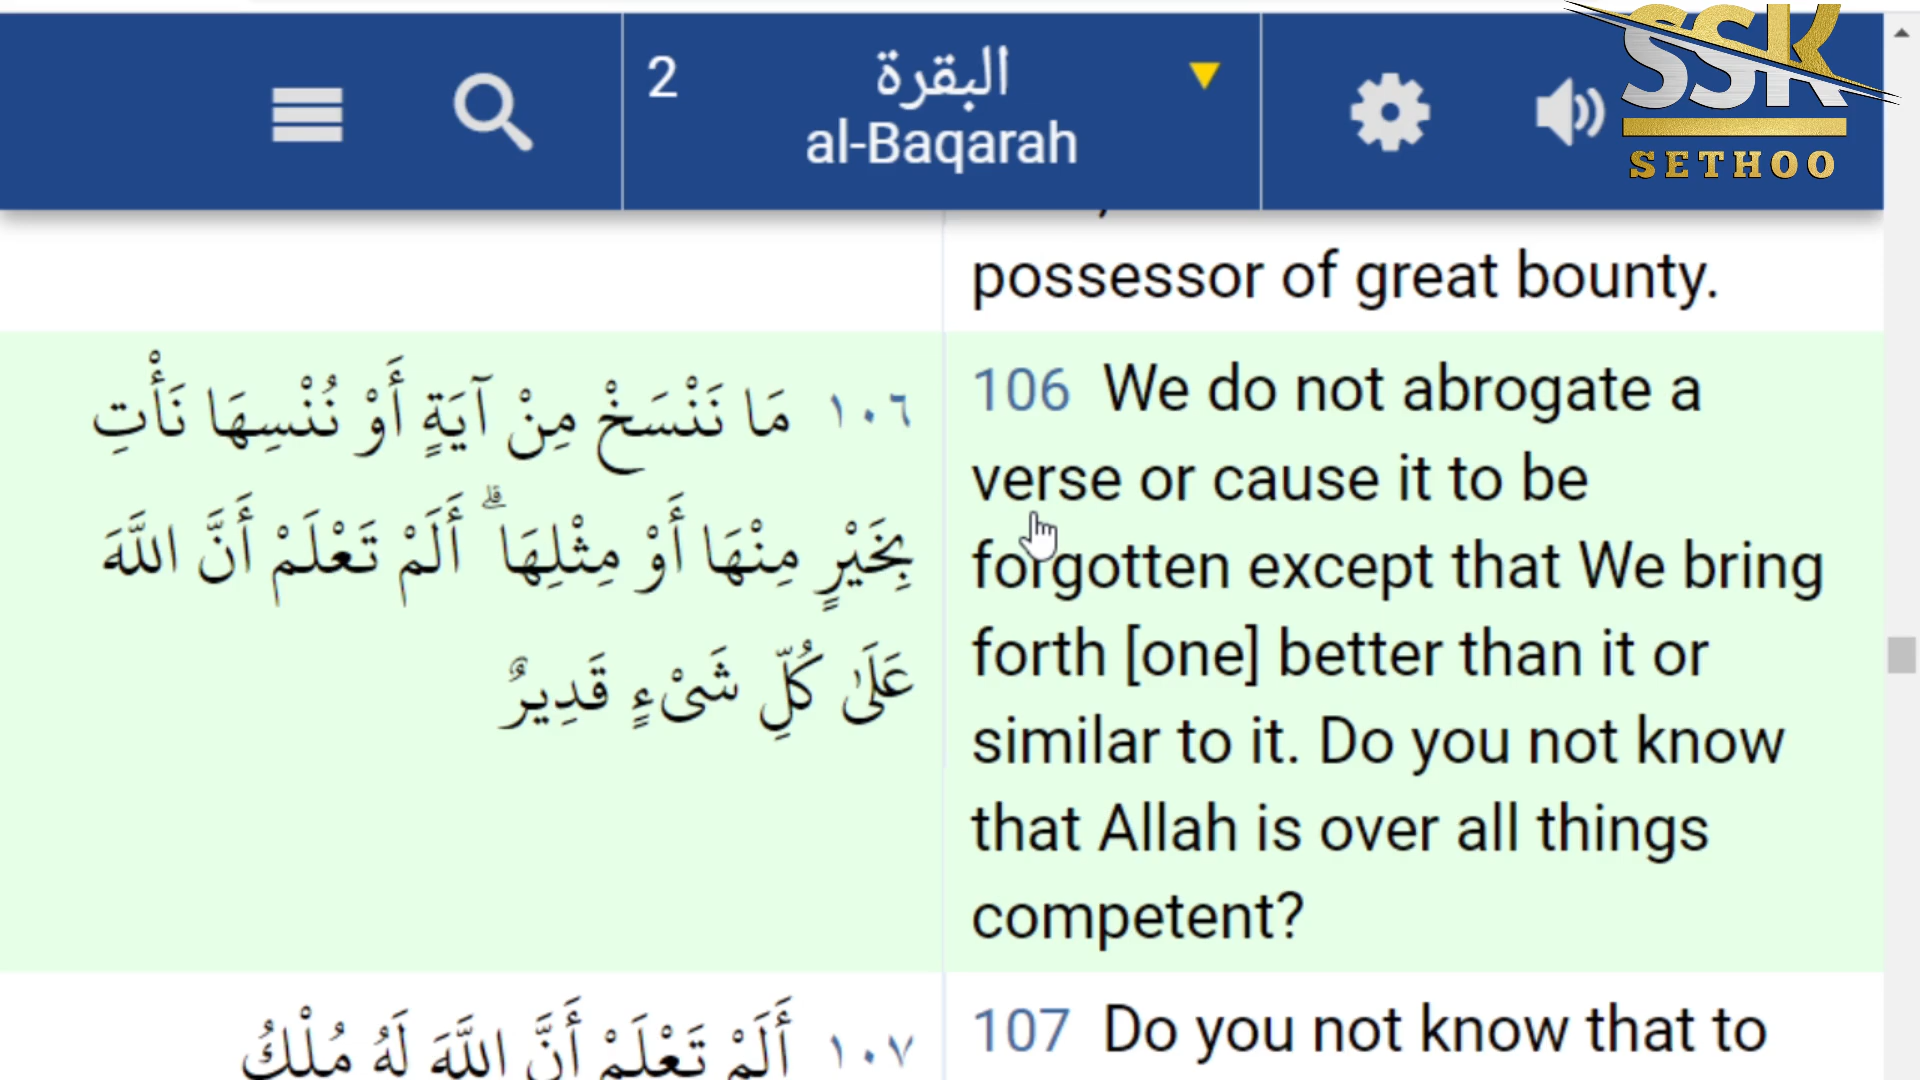 2
البقرة
al-Baqarah
SSK
SETHOO
possessor of great bounty.
١٠٦ مَا نَنْسَخْ مِنْ آيَةٍ أَوْ نُنْسِهَا نَأْتِ
بِخَيْرٍ مِنْهَا أَوْ مِثْلِهَا ۗ أَلَمْ تَعْلَمْ أَنَّ اللَّهَ
عَلَىٰ كُلِّ شَىْءٍ قَدِيرٌ
106 We do not abrogate a
verse or cause it to be
forgotten except that We bring
forth [one] better than it or
similar to it. Do you not know
that Allah is over all things
competent?
١٠٧ أَلَمْ تَعْلَمْ أَنَّ اللَّهَ لَهُ مُلْكُ
107 Do you not know that to